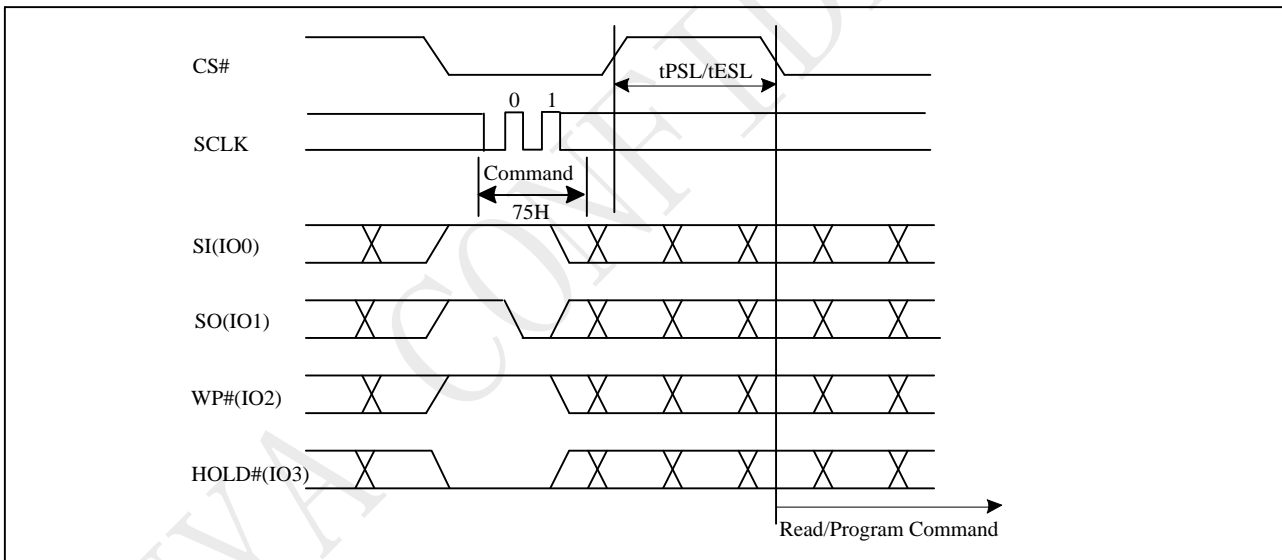 CS#
tPSL/tESL
0 1
SCLK
Command
75H
SI(IO0)
SO(IO1)
WP#(IO2)
HOLD#(IO3)
Read/Program Command